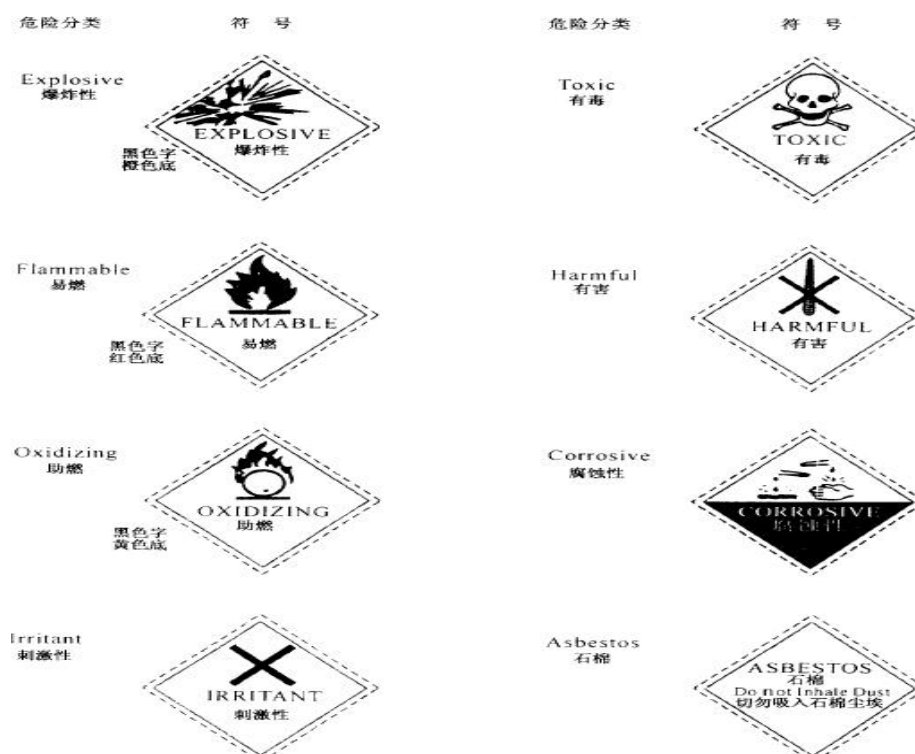 危险分类
符 号
Explosive
爆炸性
EXPLOSIVE
爆炸性
黑色字
橙色底
Flammable
易燃
FLAMMABLE
易燃
黑色字
红色底
Oxidizing
助燃
OXIDIZING
助燃
黑色字
黄色底
Irritant
刺激性
IRRITANT
刺激性
危险分类
符 号
Toxic
有毒
TOXIC
有毒
Harmful
有害
HARMFUL
有害
Corrosive
腐蚀性
CORROSIVE
腐蚀性
Asbestos
石棉
ASBESTOS
石棉
Do not Inhale Dust
切勿吸入石棉尘埃